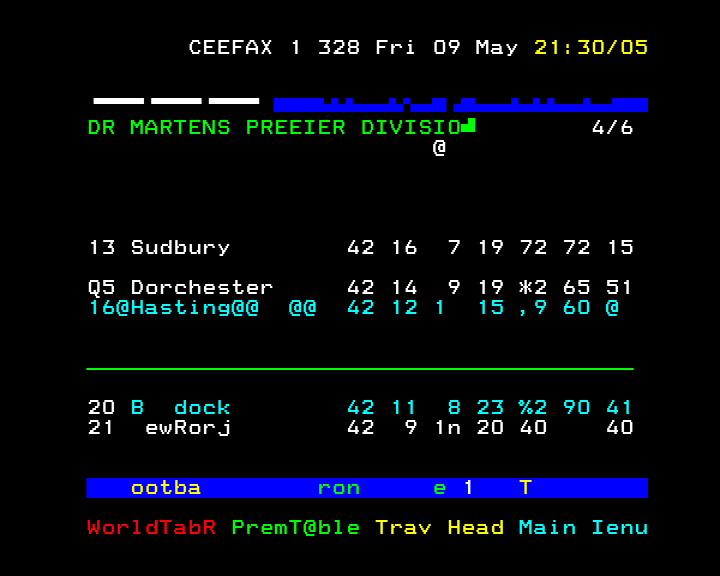 CEEFAX 1 328 Fri 09 May 21:30/05
DR MARTENS PREEIER DIVISIO 4/6
@
13 Sudbury 42 16 7 19 72 72 15
Q5 Dorchester 42 14 9 19 *2 65 51
16@Hasting@@ @@ 42 12 1 15 ,9 60 @
20 B dock 42 11 8 23 %2 90 41
21 ewRorj 42 9 1n 20 40 40
ootba ron e 1 T
WorldTabR PremT@ble Trav Head Main Ienu